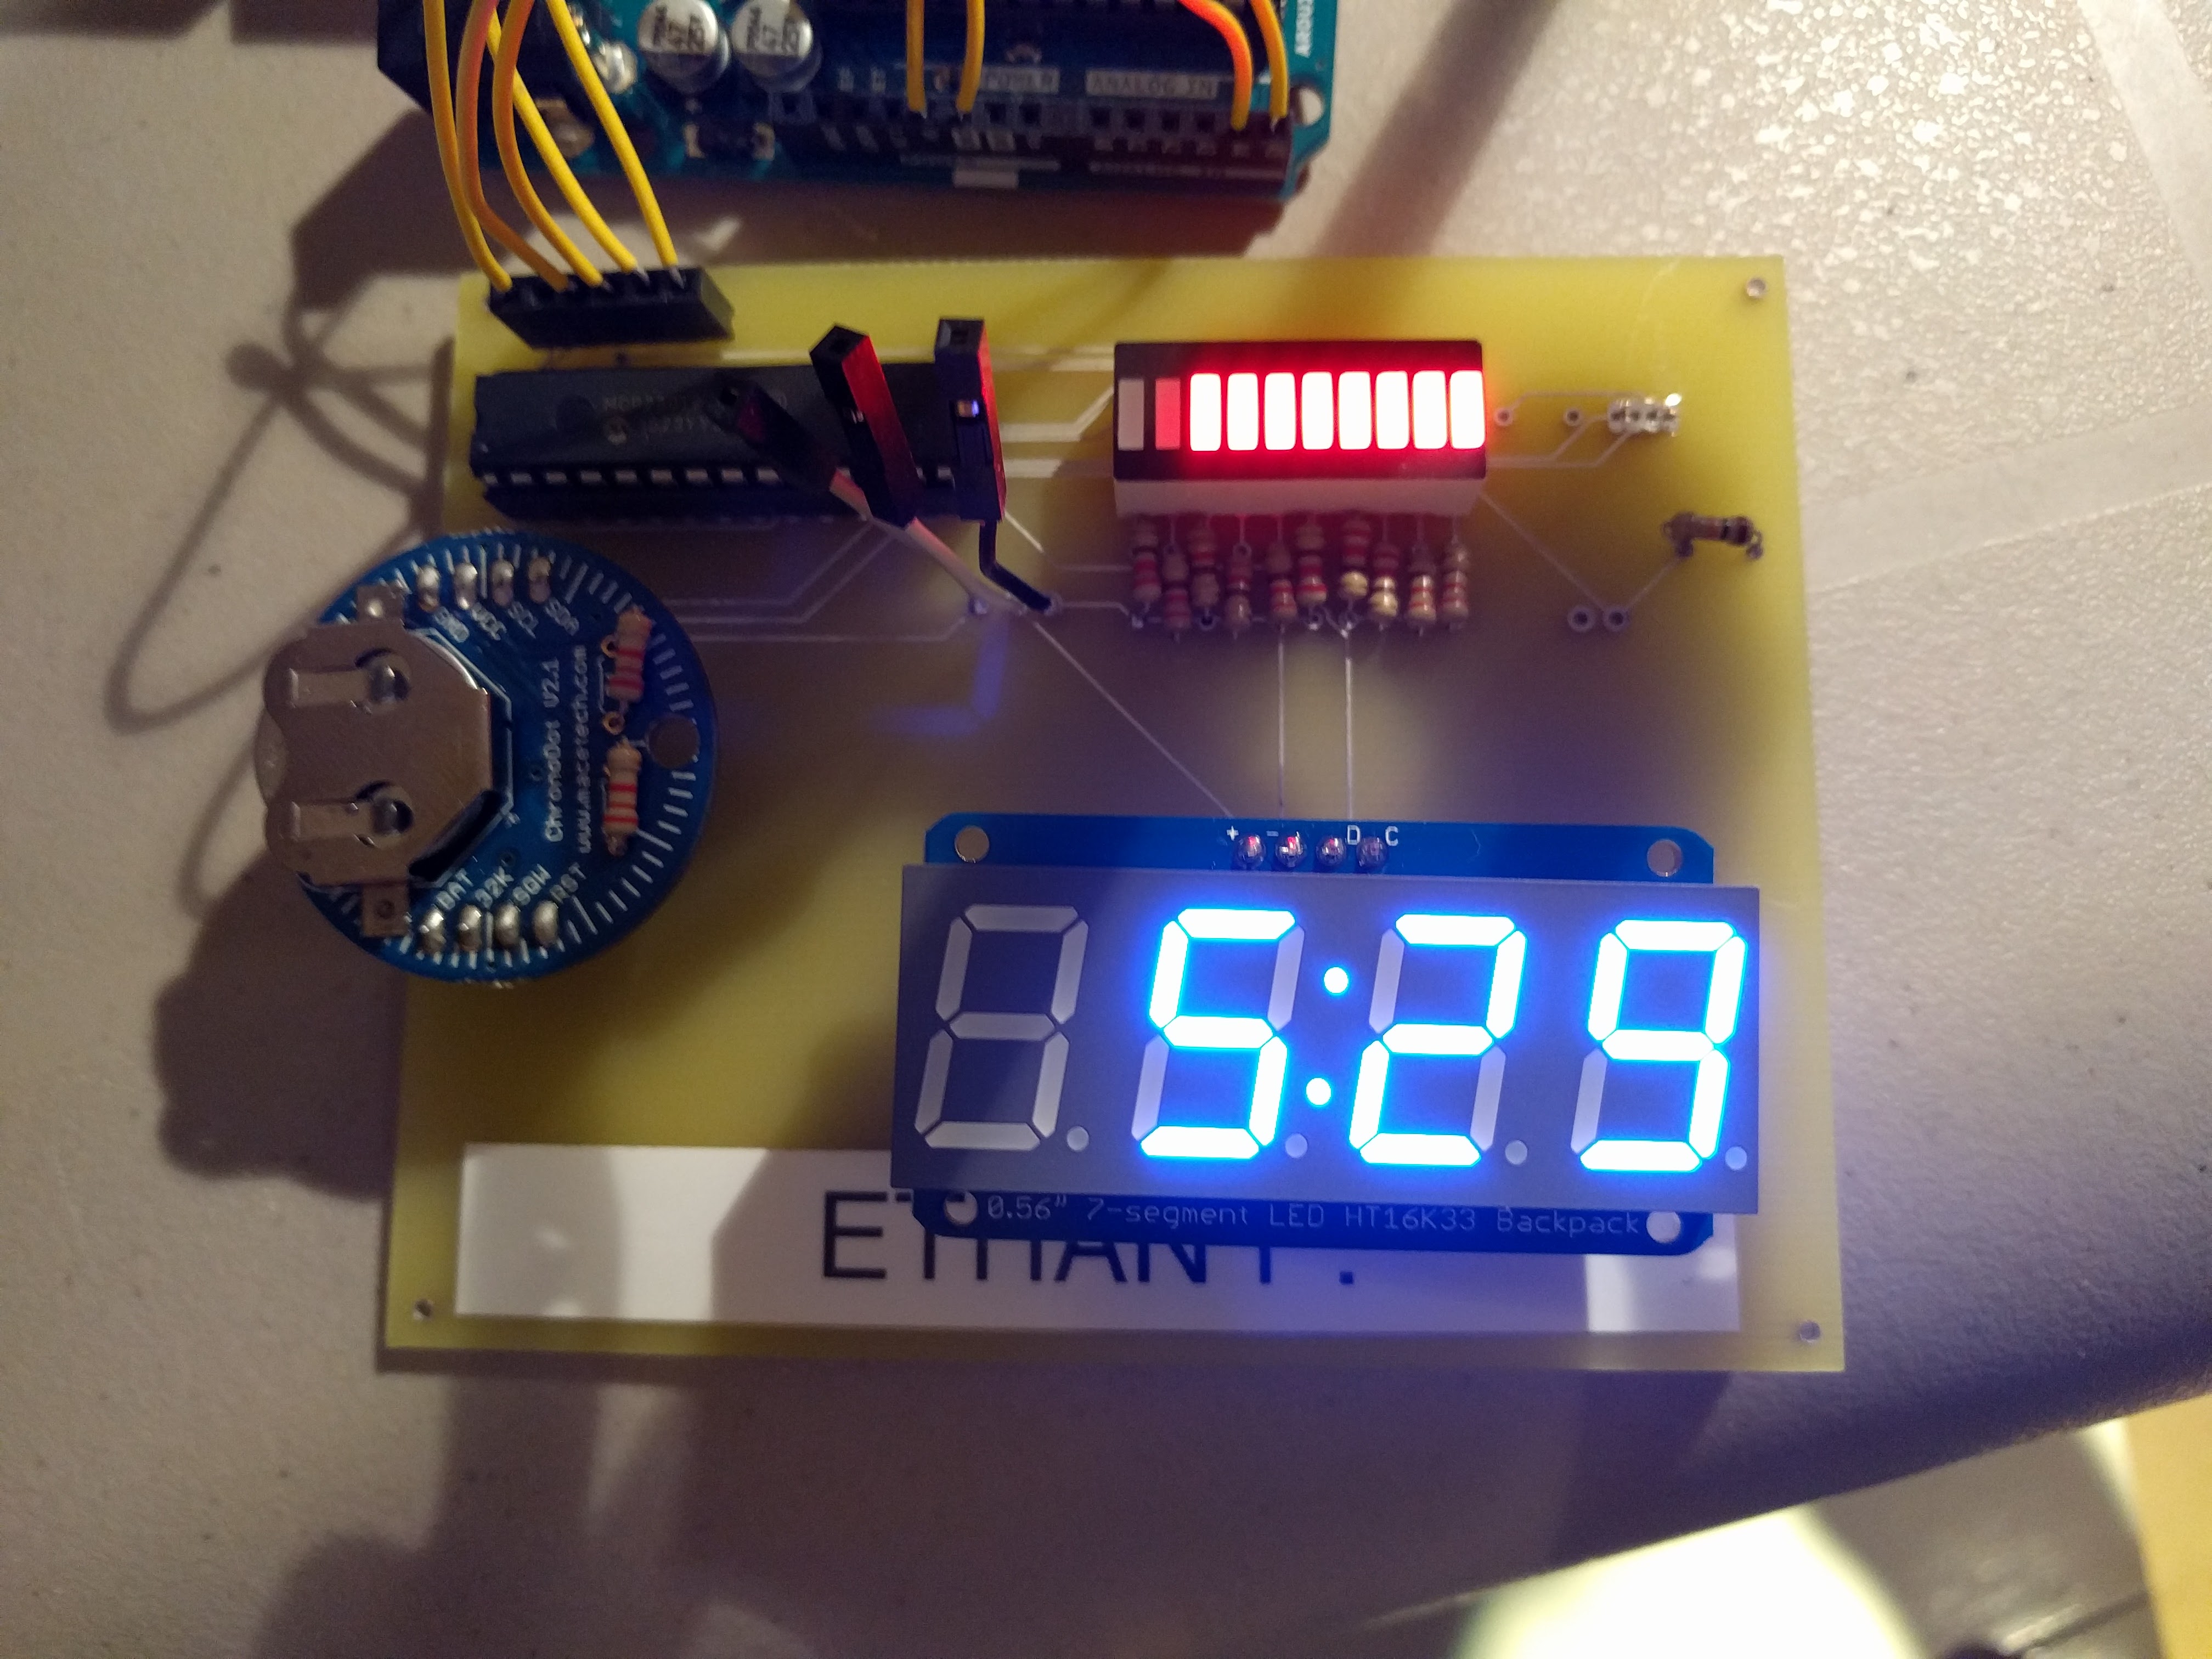 POWER
ANALOG IN
GND
VCC
SCL
SDA
ChronoDot V2.1
www.macetech.com
BAT
32K
SQW
RST
+ - D C
5:29
0.56" 7-segment LED HT16K33 Backpack